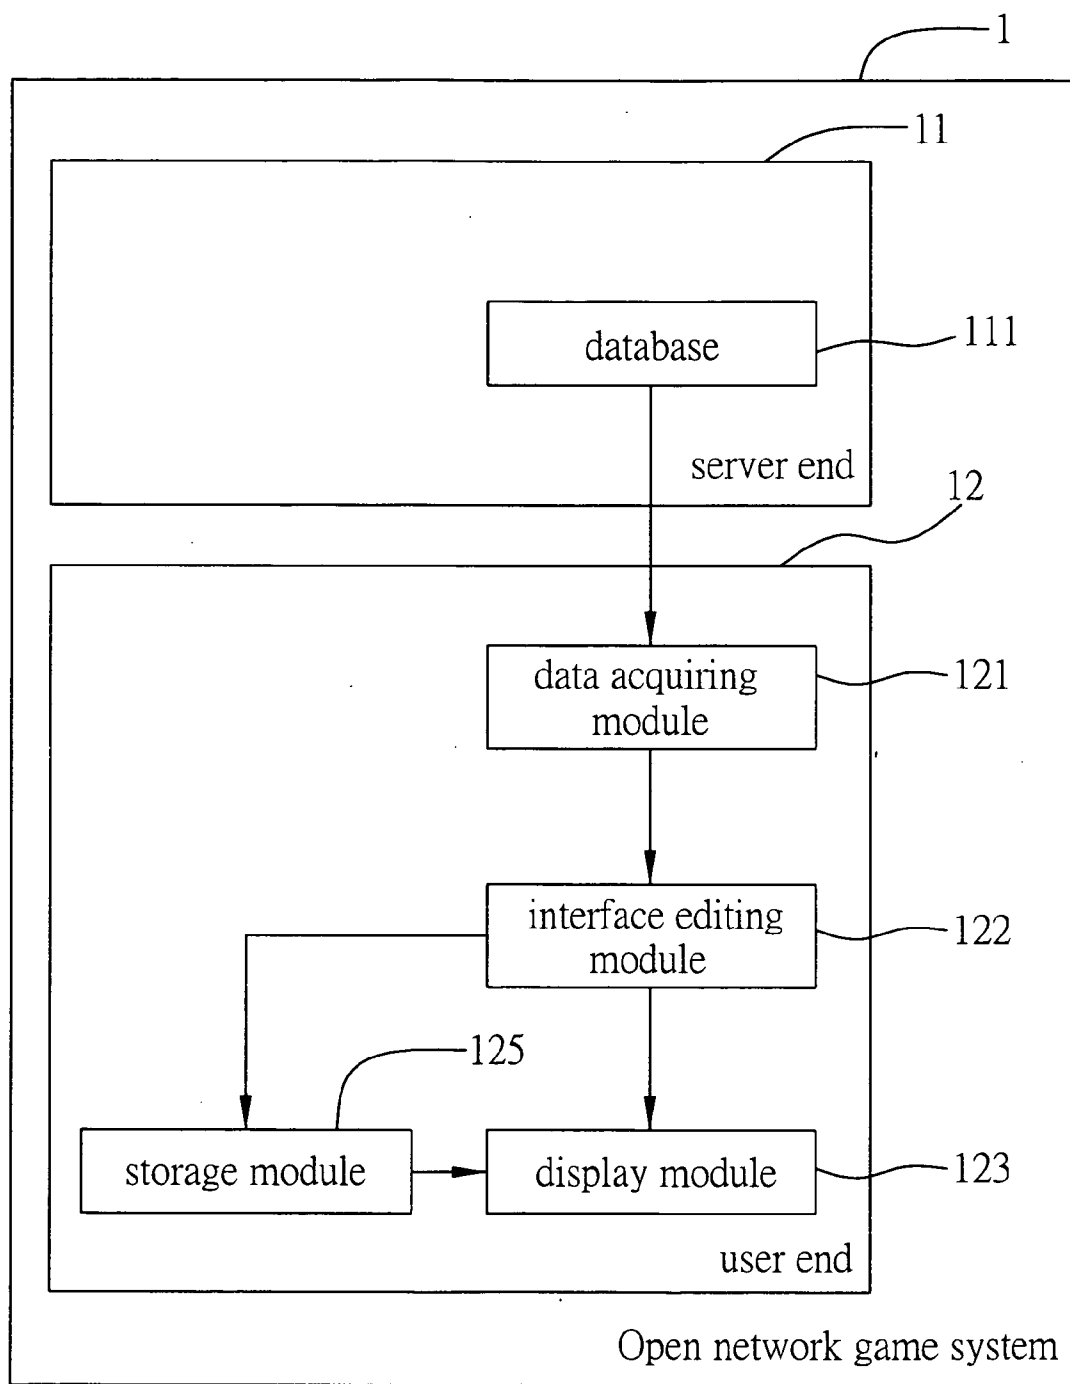 1
11
database
111
server end
12
data acquiring
module
121
interface editing
module
122
125
storage module
display module
123
user end
Open network game system